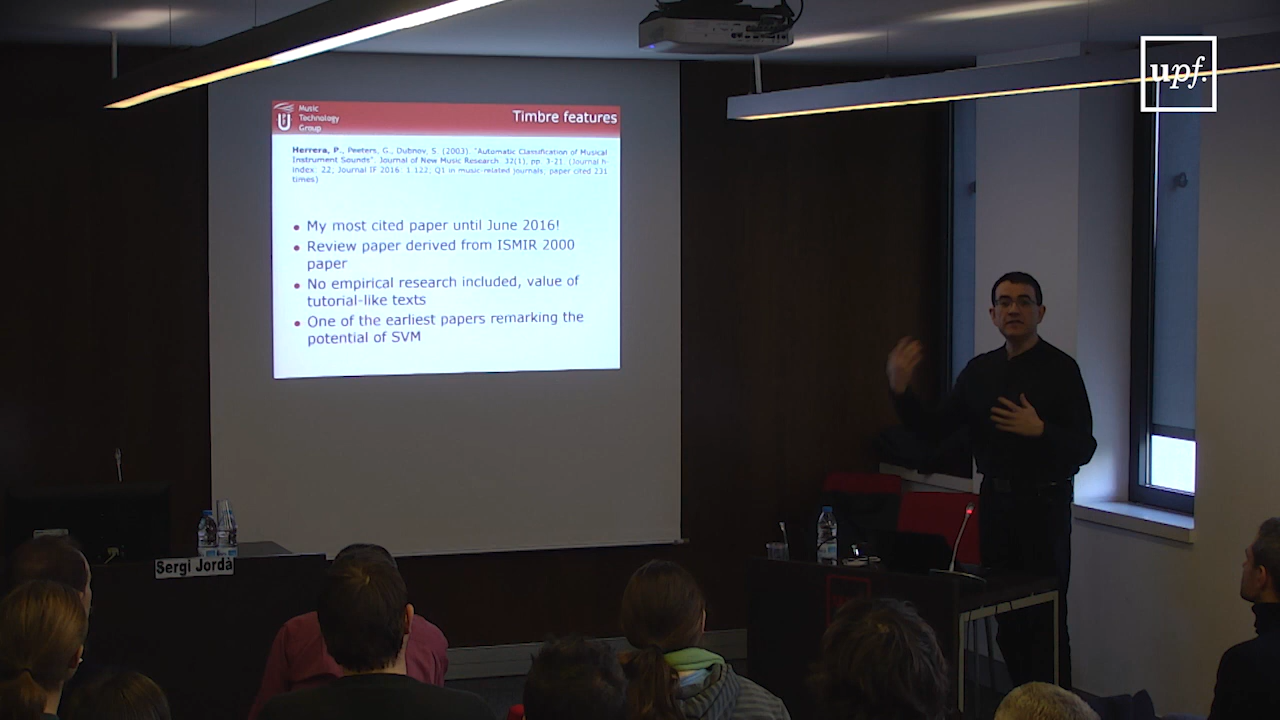 upf.
Music
Technology
Group
Timbre features
Herrera, P., Peeters, G., Dubnov, S. (2003). "Automatic Classification of Musical
Instrument Sounds". Journal of New Music Research. 32(1), pp. 3-21. (Journal h-
index: 22; Journal IF 2016: 1.122; Q1 in music-related journals; paper cited 231
times)
• My most cited paper until June 2016!
• Review paper derived from ISMIR 2000
paper
• No empirical research included, value of
tutorial-like texts
• One of the earliest papers remarking the
potential of SVM
Sergi Jordà